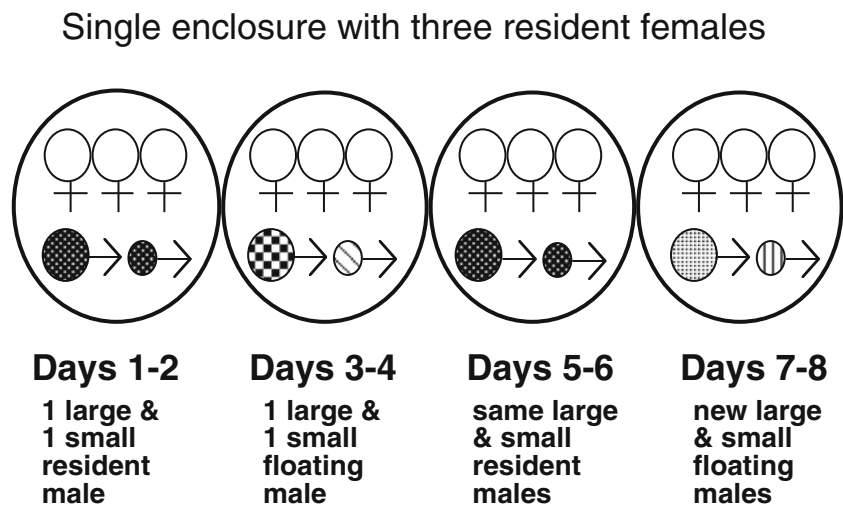 Single enclosure with three resident females
Days 1-2
1 large &
1 small
resident
male
Days 3-4
1 large &
1 small
floating
male
Days 5-6
same large
& small
resident
males
Days 7-8
new large
& small
floating
males